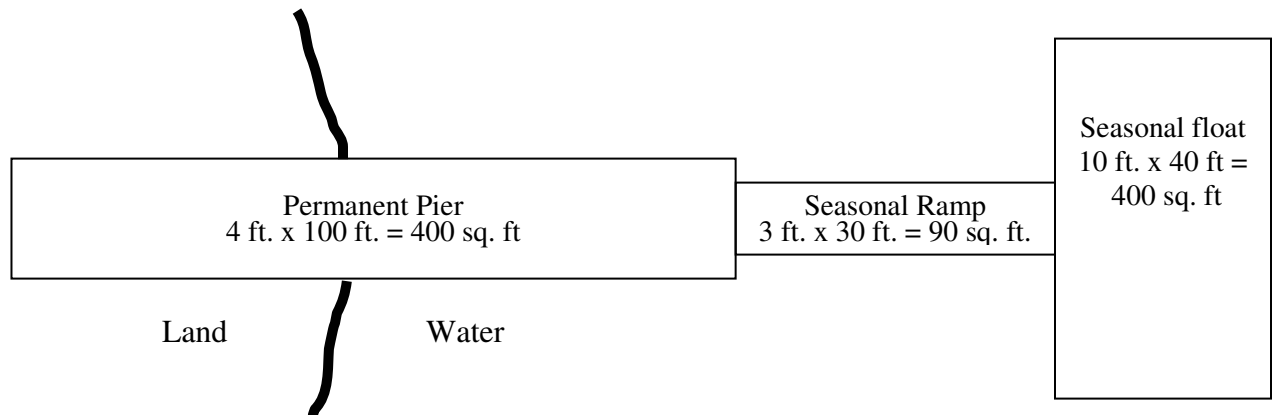 Seasonal float
10 ft. x 40 ft =
400 sq. ft
Permanent Pier
4 ft. x 100 ft. = 400 sq. ft
Seasonal Ramp
3 ft. x 30 ft. = 90 sq. ft.
Land
Water